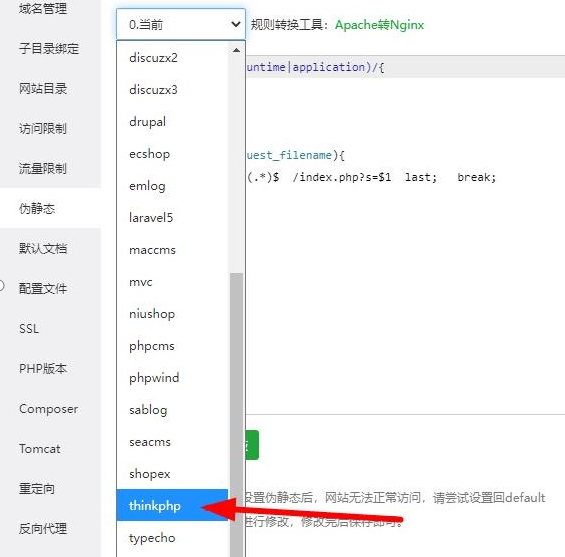 域名管理
子目录绑定
网站目录
访问限制
流量限制
伪静态
默认文档
配置文件
SSL
PHP版本
Composer
Tomcat
重定向
反向代理
0.当前
规则转换工具：Apache转Nginx
discuzx2
discuzx3
drupal
ecshop
emlog
laravel5
maccms
mvc
niushop
phpcms
phpwind
sablog
seacms
shopex
thinkphp
typecho
untime|application)/{
uest_filename){
(.*)$ /index.php?s=$1 last; break;
设置伪静态后，网站无法正常访问，请尝试设置回default
进行修改，修改完后保存即可。